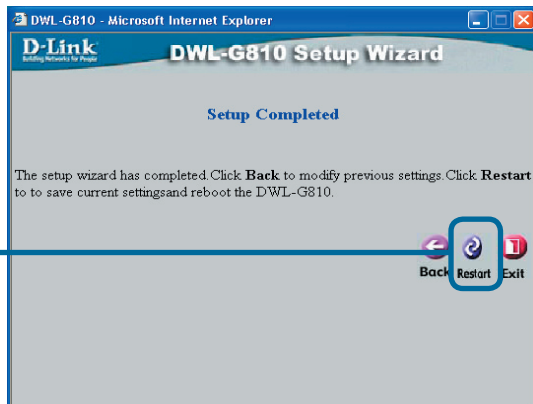 DWL-G810 - Microsoft Internet Explorer
D-Link
Building Networks for People
DWL-G810 Setup Wizard
Setup Completed
The setup wizard has completed.Click Back to modify previous settings.Click Restart
to to save current settingsand reboot the DWL-G810.
Back Restart Exit